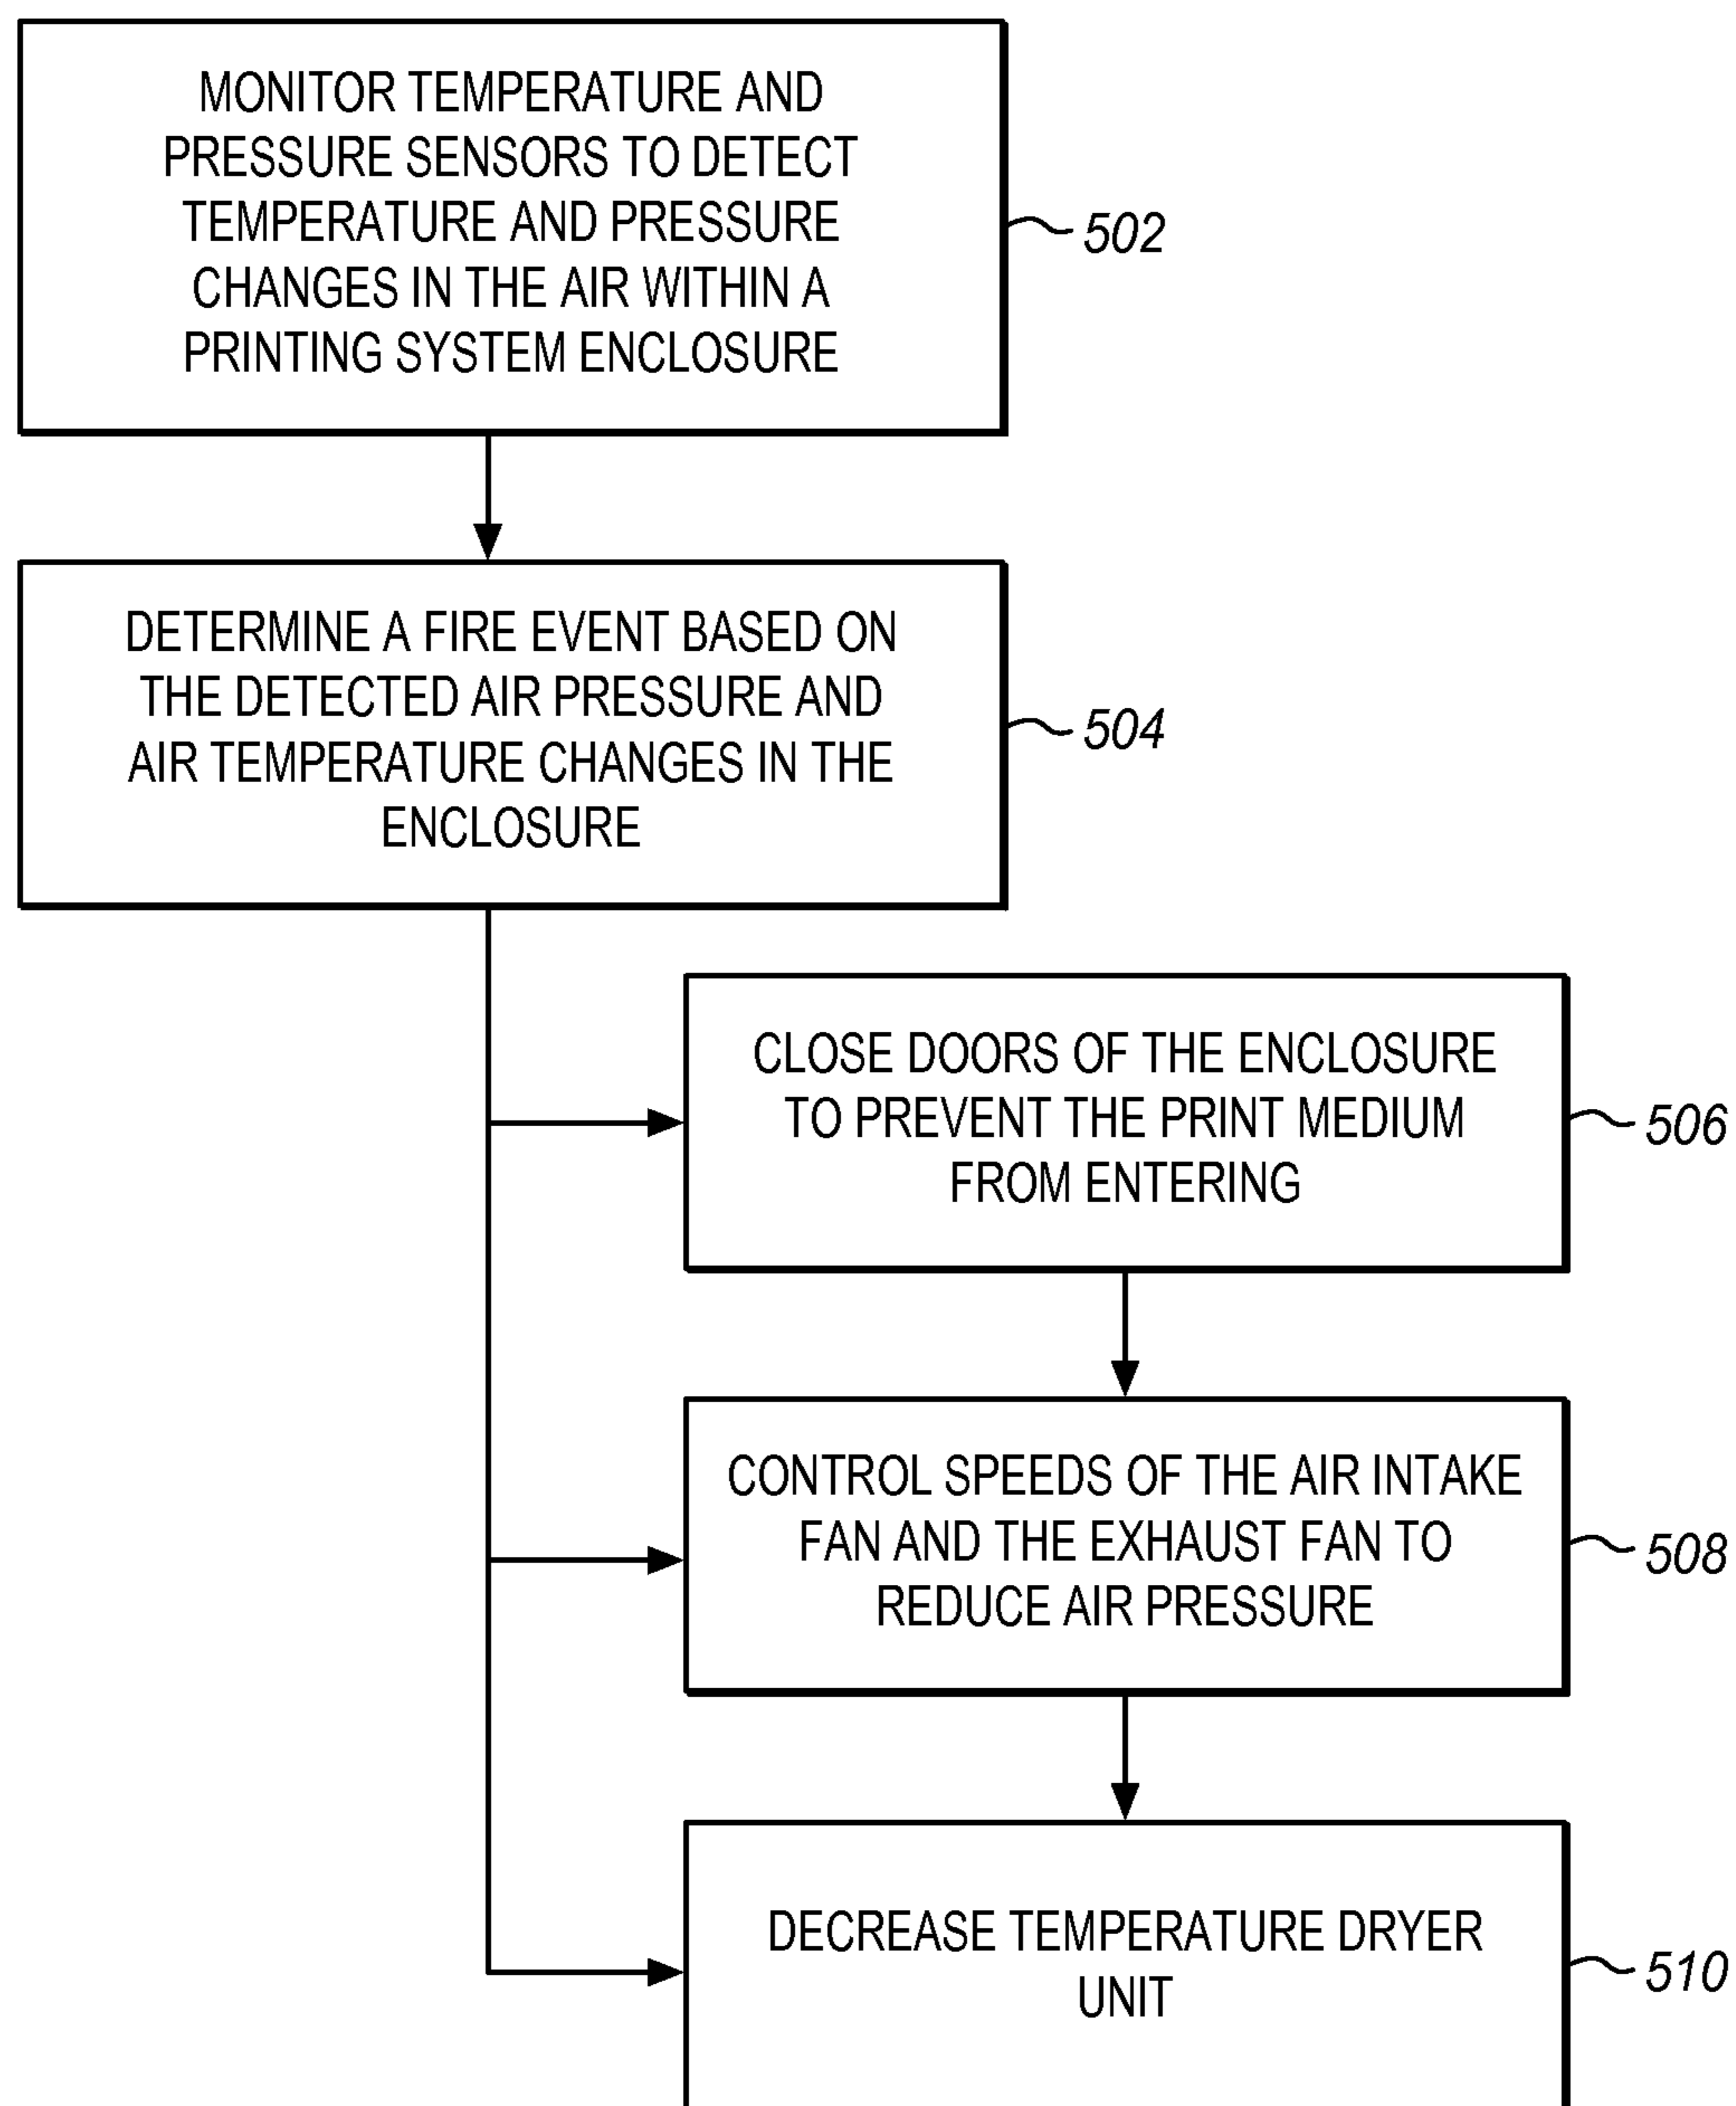 MONITOR TEMPERATURE AND
PRESSURE SENSORS TO DETECT
TEMPERATURE AND PRESSURE
CHANGES IN THE AIR WITHIN A
PRINTING SYSTEM ENCLOSURE
502
DETERMINE A FIRE EVENT BASED ON
THE DETECTED AIR PRESSURE AND
AIR TEMPERATURE CHANGES IN THE
ENCLOSURE
504
CLOSE DOORS OF THE ENCLOSURE
TO PREVENT THE PRINT MEDIUM
FROM ENTERING
506
CONTROL SPEEDS OF THE AIR INTAKE
FAN AND THE EXHAUST FAN TO
REDUCE AIR PRESSURE
508
DECREASE TEMPERATURE DRYER
UNIT
510